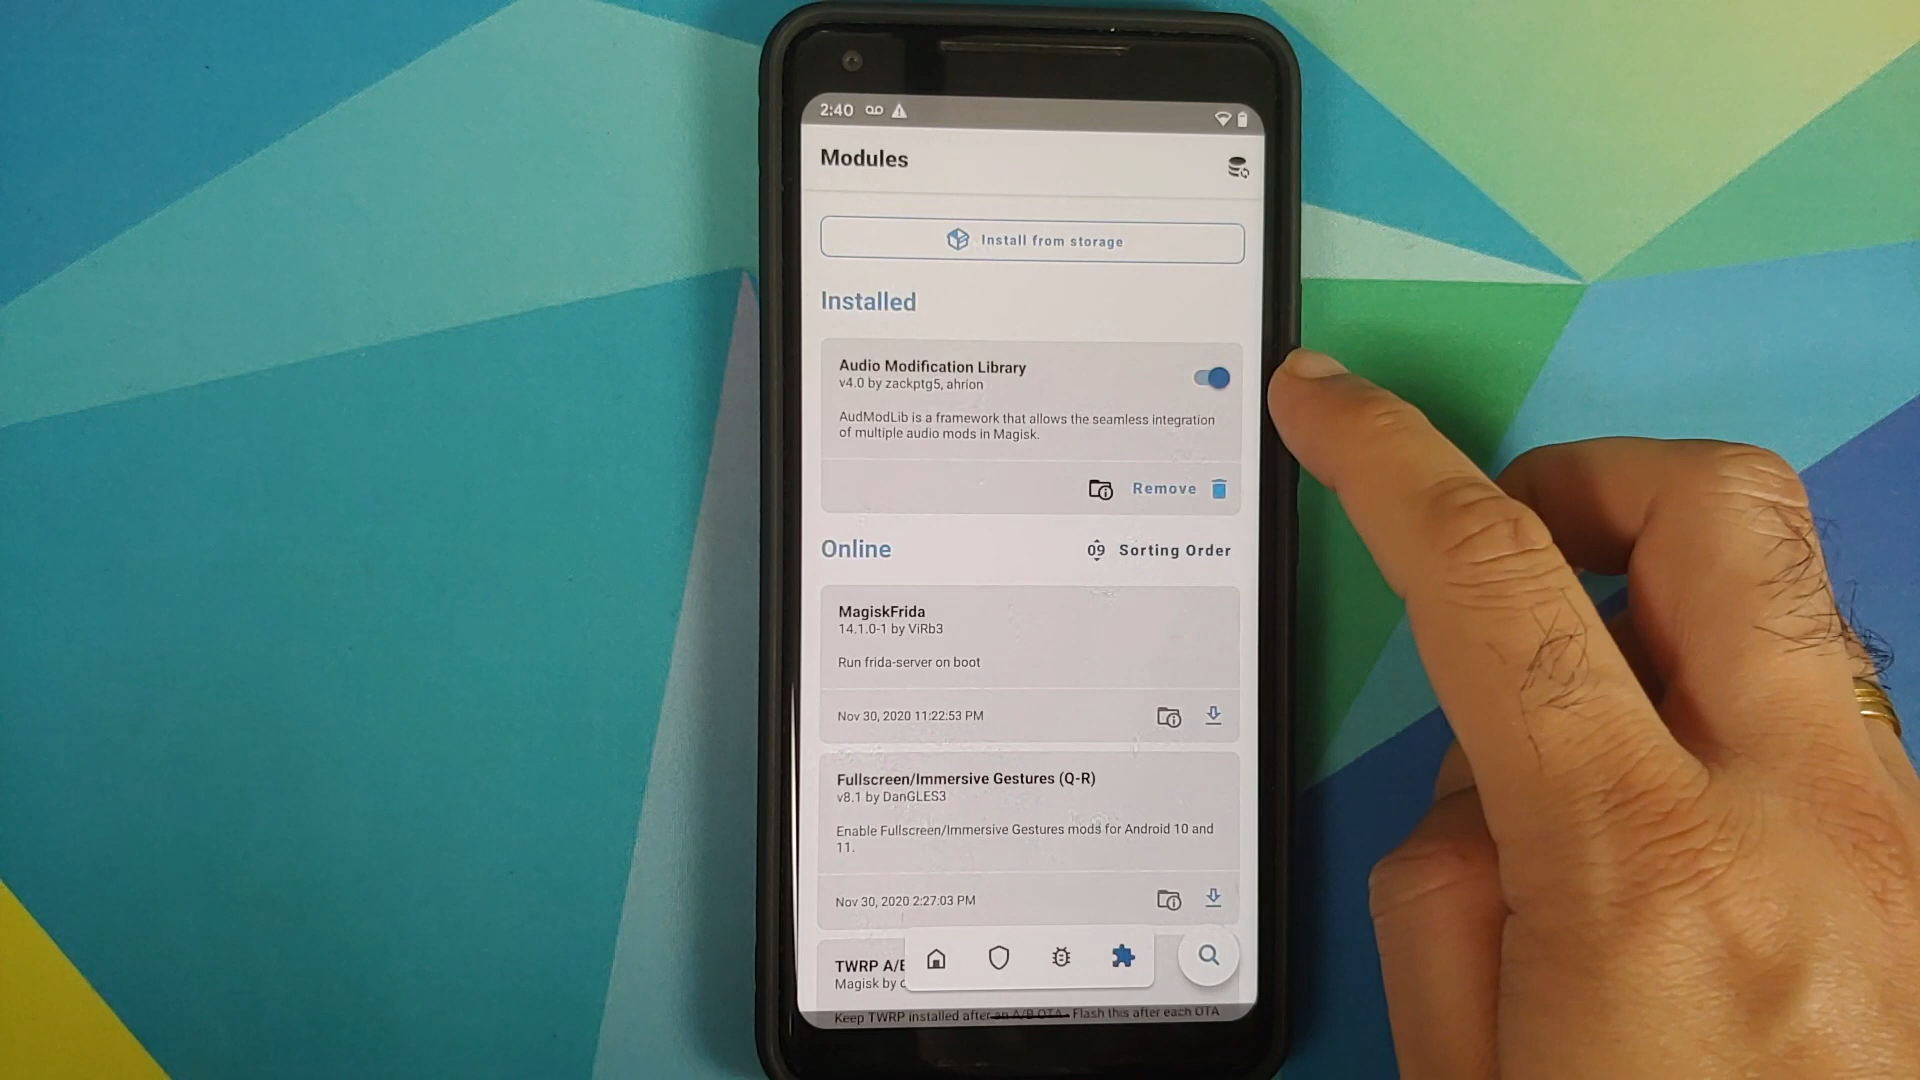 2:40
Modules
Install from storage
Installed
Audio Modification Library
v4.0 by zackptg5, ahrion
AudModLib is a framework that allows the seamless integration
of multiple audio mods in Magisk.
Remove
Online
09 Sorting Order
MagiskFrida
14.1.0-1 by ViRb3
Run frida-server on boot
Nov 30, 2020 11:22:53 PM
Fullscreen/Immersive Gestures (Q-R)
v8.1 by DanGLES3
Enable Fullscreen/Immersive Gestures mods for Android 10 and
11.
Nov 30, 2020 2:27:03 PM
TWRP A/B
Magisk by
Keep TWRP installed after an A/B OTA. Flash this after each OTA